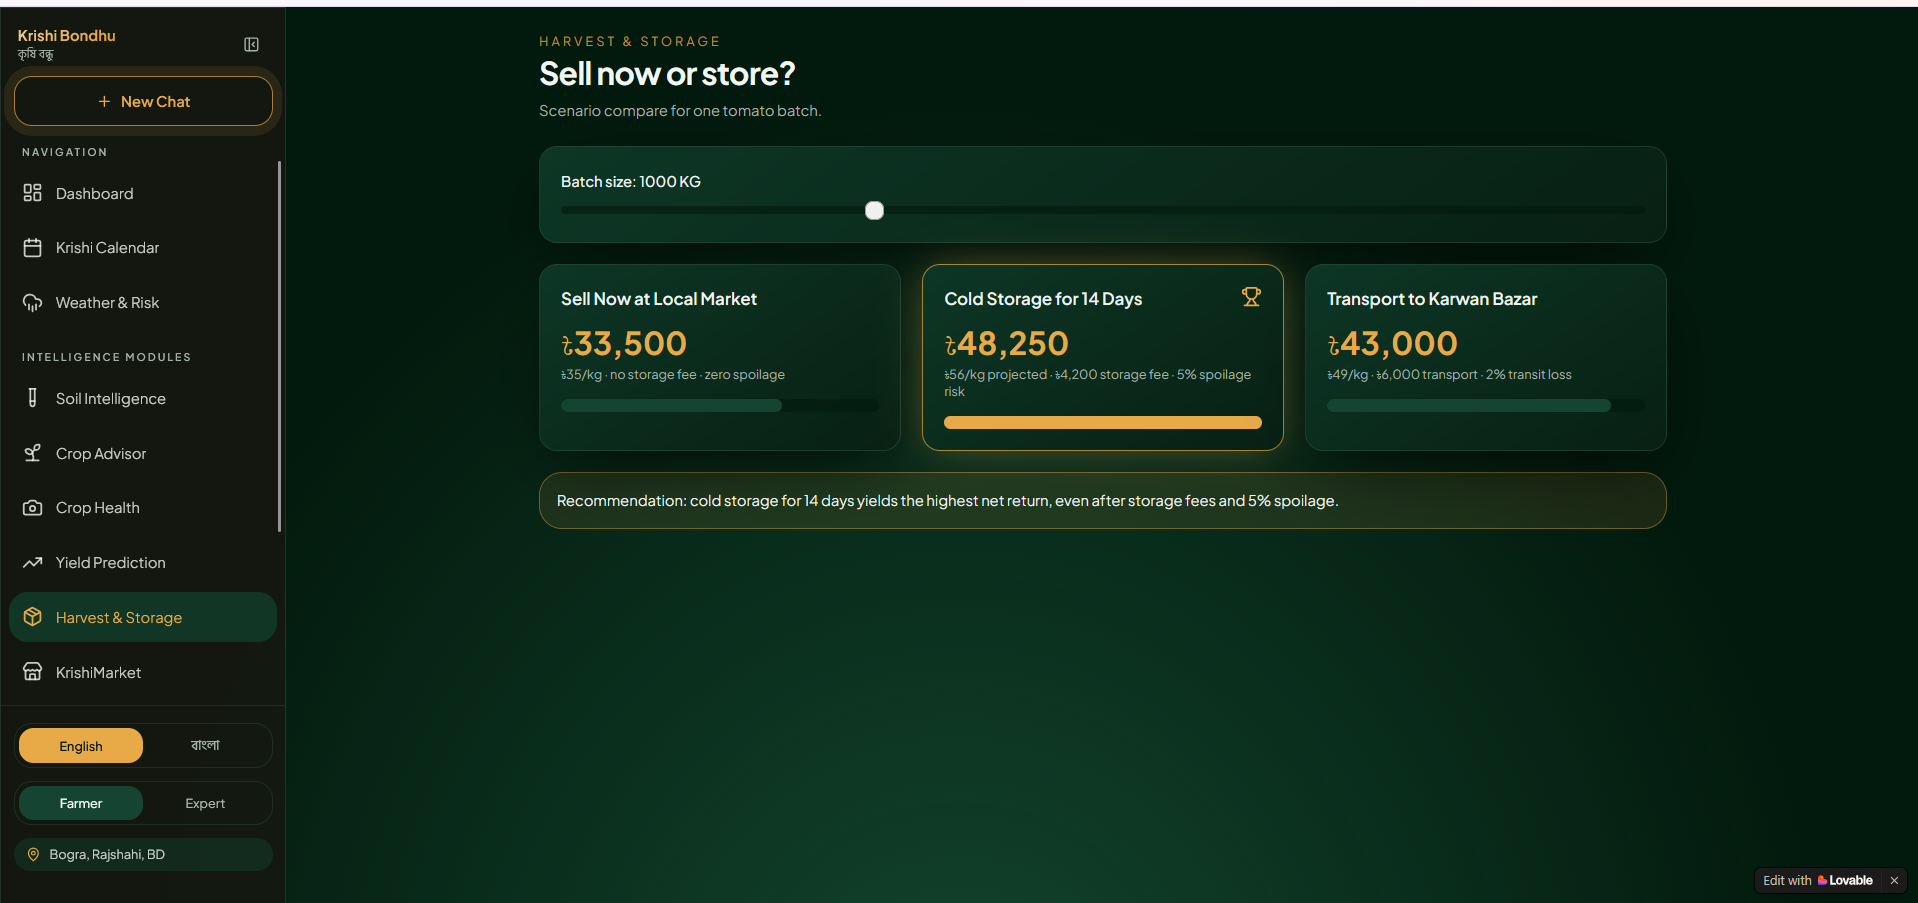 Krishi Bondhu
কৃষি বন্ধু
+ New Chat
NAVIGATION
Dashboard
Krishi Calendar
Weather & Risk
INTELLIGENCE MODULES
Soil Intelligence
Crop Advisor
Crop Health
Yield Prediction
Harvest & Storage
KrishiMarket
English
বাংলা
Farmer
Expert
Bogra, Rajshahi, BD
HARVEST & STORAGE
Sell now or store?
Scenario compare for one tomato batch.
Batch size: 1000 KG
Sell Now at Local Market
৳33,500
৳35/kg · no storage fee · zero spoilage
Cold Storage for 14 Days
৳48,250
৳56/kg projected · ৳4,200 storage fee · 5% spoilage
risk
Transport to Karwan Bazar
৳43,000
৳49/kg · ৳6,000 transport · 2% transit loss
Recommendation: cold storage for 14 days yields the highest net return, even after storage fees and 5% spoilage.
Edit with Lovable ×